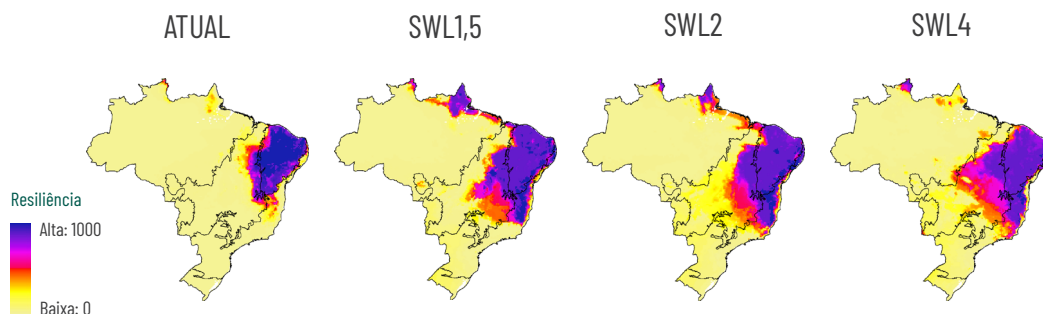 ATUAL
SWL1,5
SWL2
SWL4
Resiliência
Alta: 1000
Baixa: 0